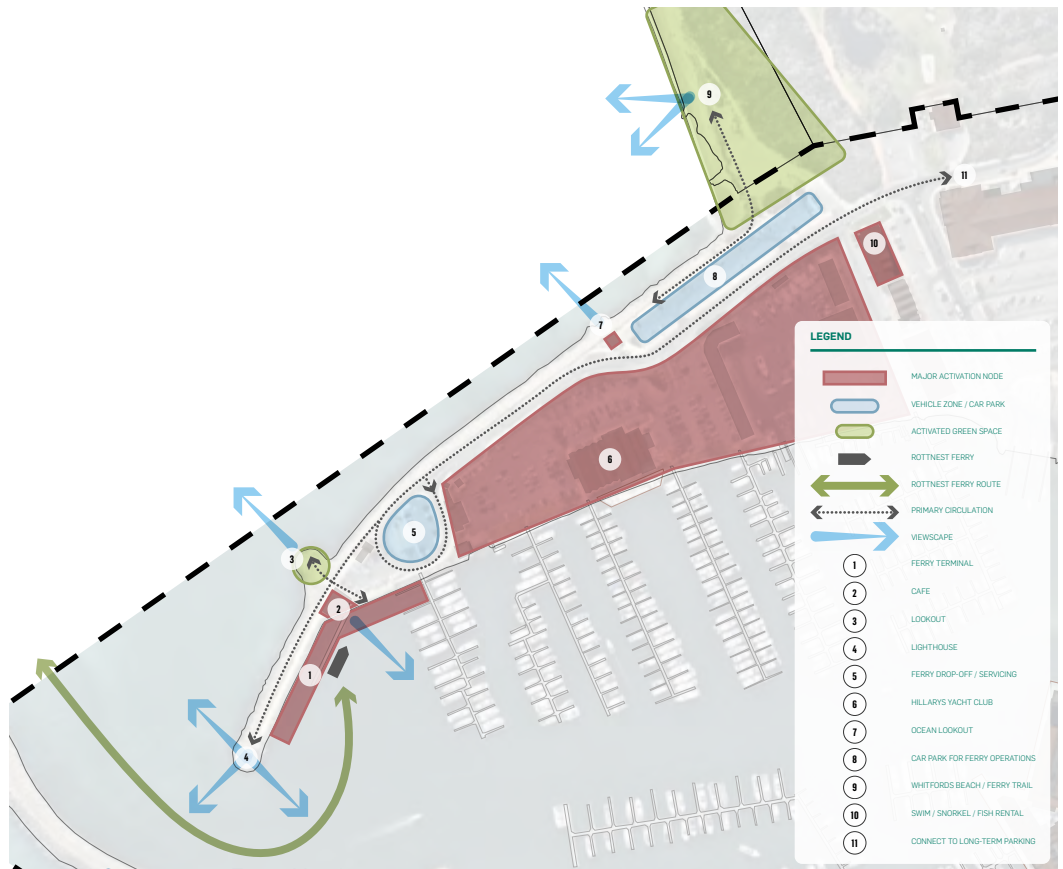 9
11
10
8
7
6
5
3
2
1
4
LEGEND
MAJOR ACTIVATION NODE
VEHICLE ZONE / CAR PARK
ACTIVATED GREEN SPACE
ROTTNEST FERRY
ROTTNEST FERRY ROUTE
PRIMARY CIRCULATION
VIEWSCAPE
1 FERRY TERMINAL
2 CAFE
3 LOOKOUT
4 LIGHTHOUSE
5 FERRY DROP-OFF / SERVICING
6 HILLARYS YACHT CLUB
7 OCEAN LOOKOUT
8 CAR PARK FOR FERRY OPERATIONS
9 WHITFORDS BEACH / FERRY TRAIL
10 SWIM / SNORKEL / FISH RENTAL
11 CONNECT TO LONG-TERM PARKING